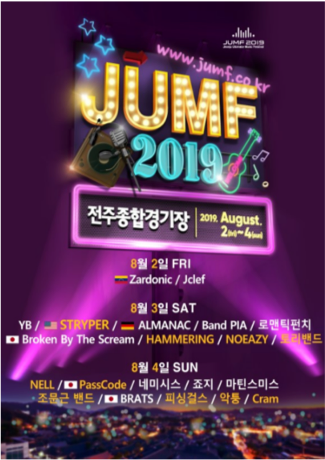 JUMF 2019
www.jumf.co.kr
JUMF
2019
전주종합경기장
2019. August.
2(fri) ~ 4(sun)
8월 2일 FRI
Zardonic / Jclef
8월 3일 SAT
YB / STRYPER / ALMANAC / Band PIA / 로맨틱펀치
Broken By The Scream / HAMMERING / NOEAZY / 토리밴드
8월 4일 SUN
NELL / PassCode / 네미시스 / 죠지 / 마틴스미스
조문근 밴드 / BRATS / 피싱걸스 / 악퉁 / Cram